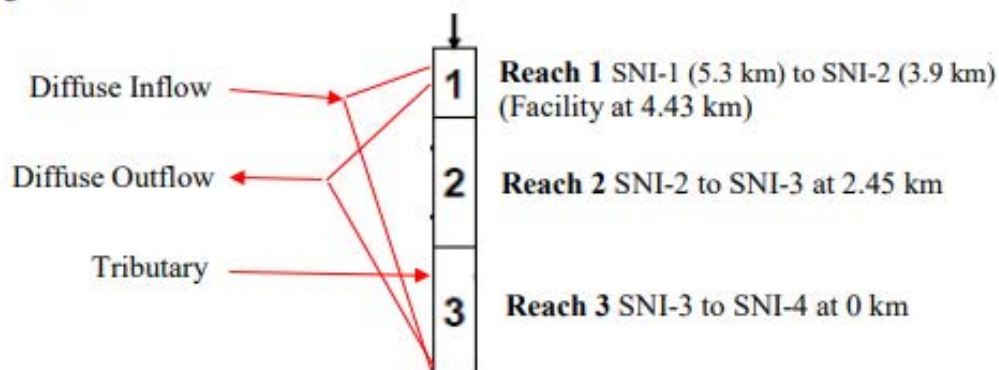 Diffuse Inflow
Diffuse Outflow
Tributary
1
2
3
Reach 1 SNI-1 (5.3 km) to SNI-2 (3.9 km)
(Facility at 4.43 km)
Reach 2 SNI-2 to SNI-3 at 2.45 km
Reach 3 SNI-3 to SNI-4 at 0 km